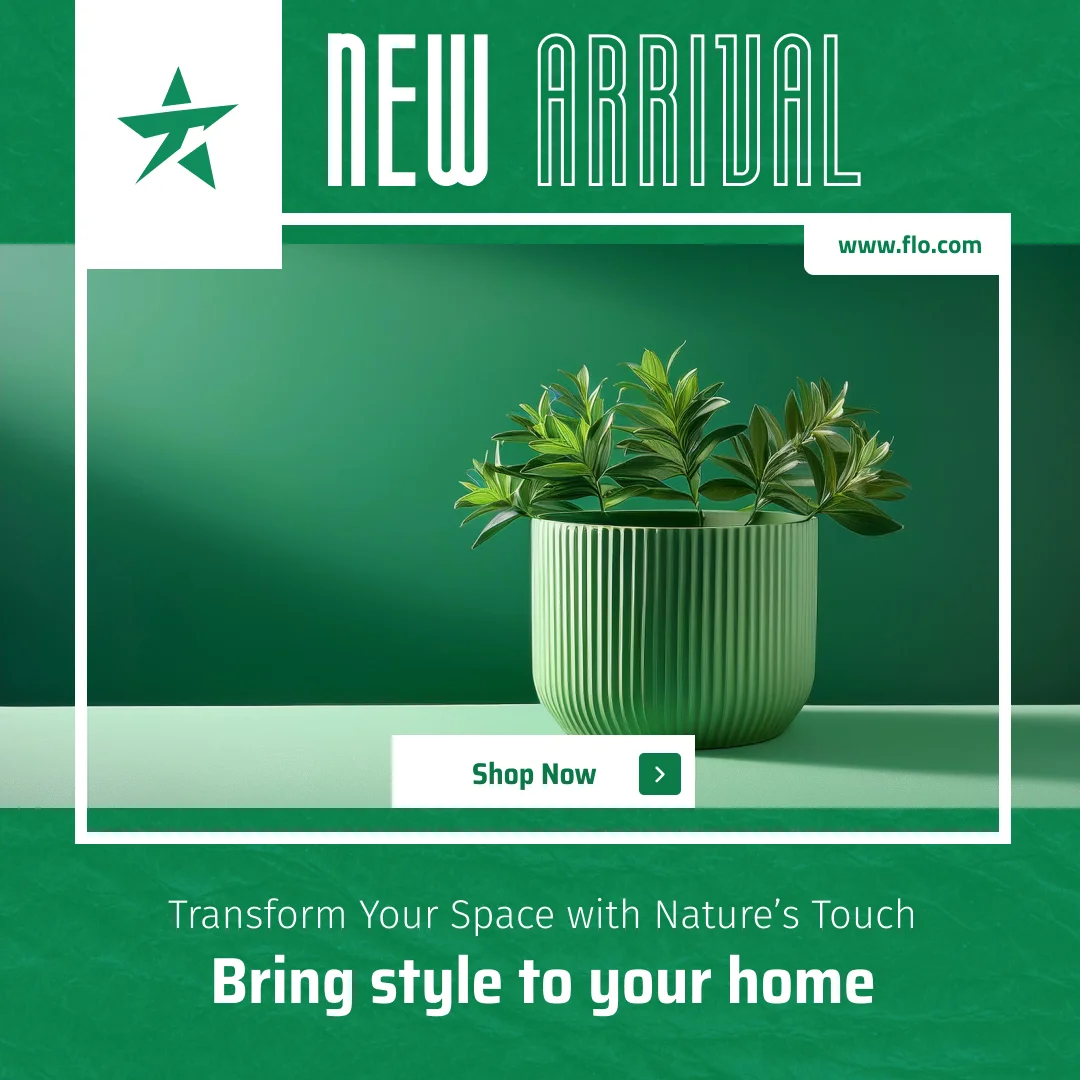 NEW ARRIVAL
www.flo.com
Shop Now
Transform Your Space with Nature’s Touch
Bring style to your home